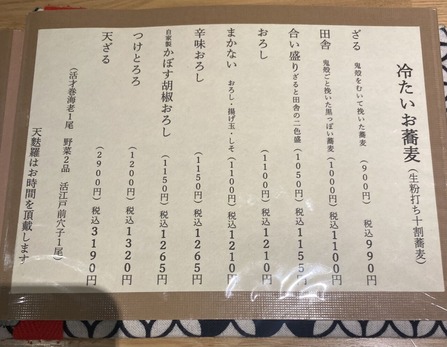 冷たいお蕎麦（生粉打ち十割蕎麦）
ざる 鬼殻をむいて挽いた蕎麦（900円）税込990円
田舎 鬼殻ごと挽いた黒っぽい蕎麦（1000円）税込1100円
合い盛り ざると田舎の二色盛（1050円）税込1155円
おろし（1100円）税込1210円
まかない おろし・揚げ玉・しそ（1100円）税込1210円
辛味おろし（1150円）税込1265円
自家製かぼす胡椒おろし（1150円）税込1265円
つけとろろ（1200円）税込1320円
天ざる（2900円）税込3190円
（活才巻海老1尾 野菜2品 活江戸前穴子1尾）
天麩羅はお時間を頂戴します